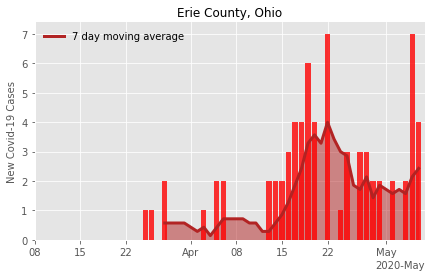 Erie County, Ohio
7 day moving average
New Covid-19 Cases
7
6
5
4
3
2
1
0
08 15 22 Apr 08 15 22 May
2020-May